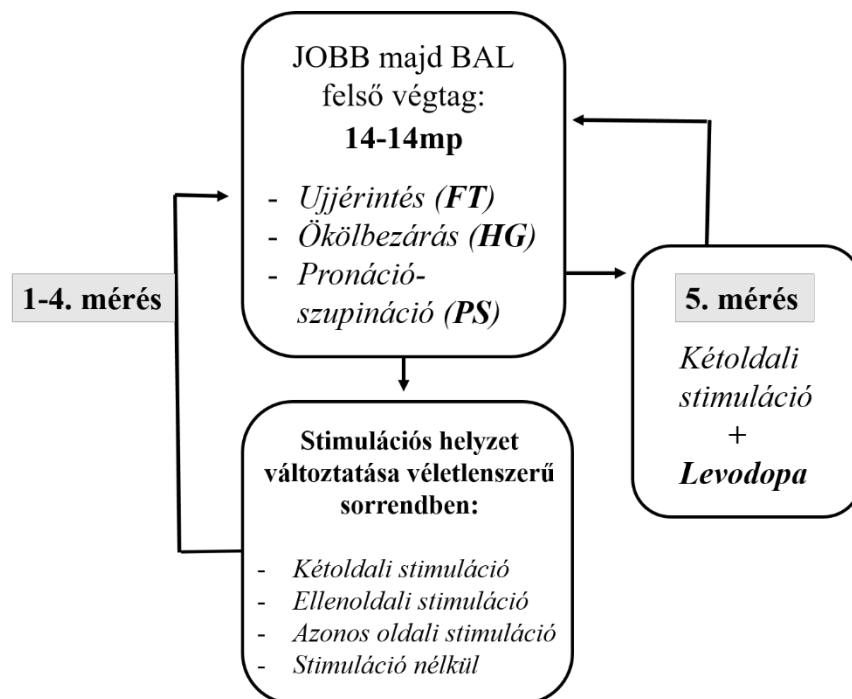 JOBB majd BAL
felső végtag:
14-14mp
- Ujjérintés (FT)
- Ökölbezárás (HG)
- Pronáció-
szupináció (PS)
1-4. mérés
5. mérés
Kétoldali
stimuláció
+
Levodopa
Stimulációs helyzet
változtatása véletlenszerű
sorrendben:
- Kétoldali stimuláció
- Ellenoldali stimuláció
- Azonos oldali stimuláció
- Stimuláció nélkül